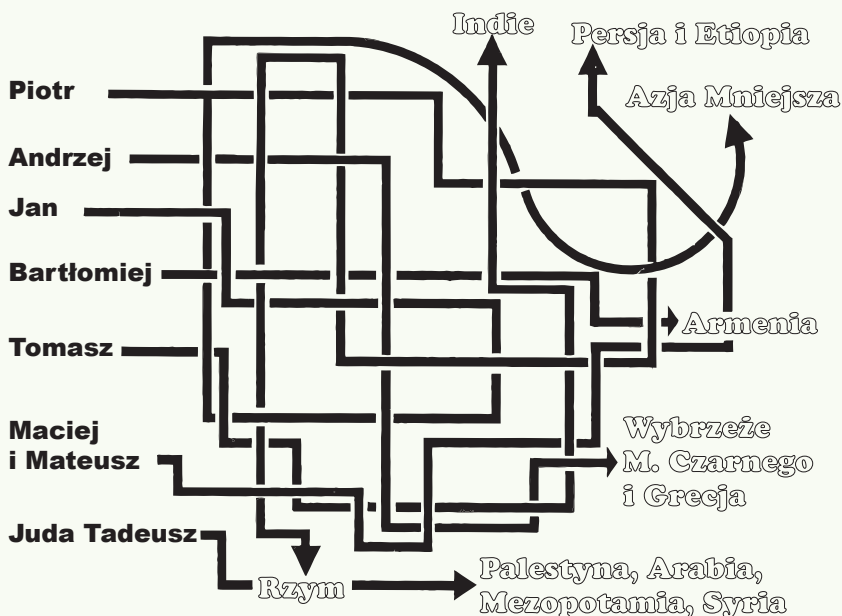 Indie
Persja i Etiopia
Piotr
Azja Mniejsza
Andrzej
Jan
Bartłomiej
Armenia
Tomasz
Maciej
i Mateusz
Wybrzeże
M. Czarnego
i Grecja
Juda Tadeusz
Rzym
Palestyna, Arabia,
Mezopotamia, Syria